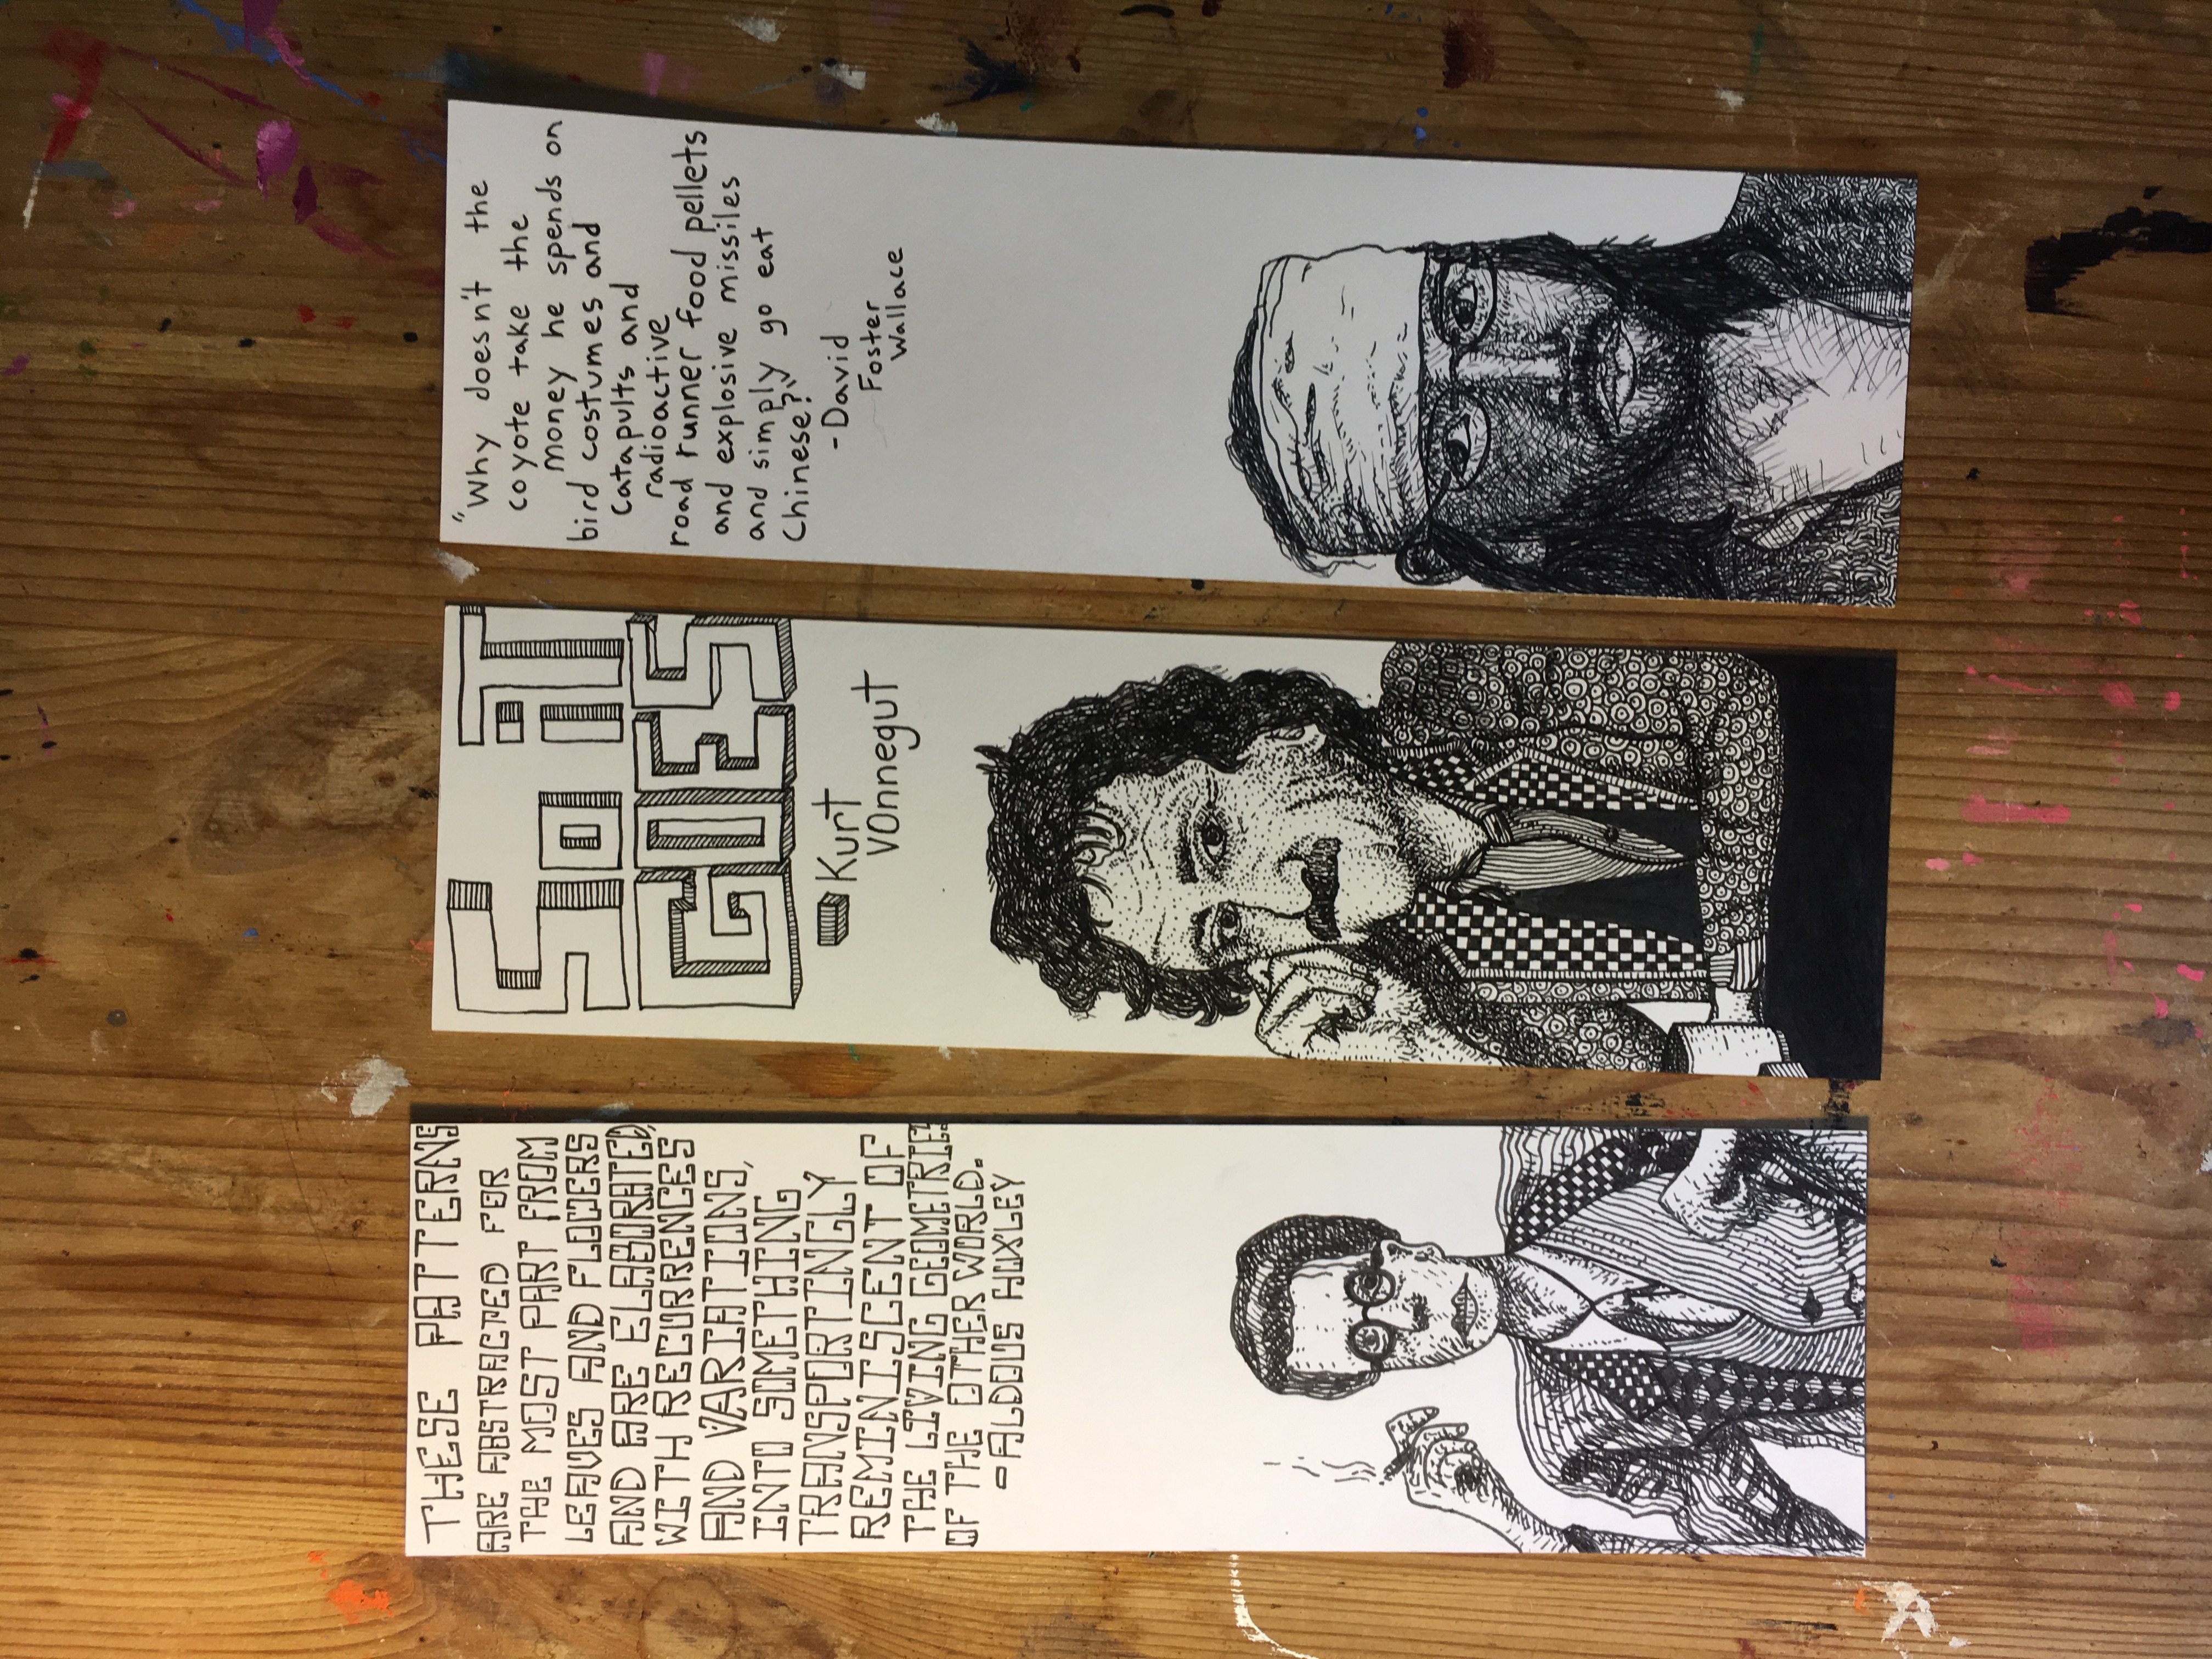 THESE PATTERNS
ARE ABSTRACTED FOR
THE MOST PART FROM
LEAVES AND FLOWERS
AND ARE ELABORATED,
WITH RECURRENCES
AND VARIATIONS,
INTO SOMETHING
TRANSPORTINGLY
REMINISCENT OF
THE LIVING GEOMETRIES
OF THE OTHER WORLD.
-ALDOUS HUXLEY
So iT
GOES
- Kurt
VOnnegut
"Why doesn't the
coyote take the
money he spends on
bird costumes and
catapults and
radioactive
road runner food pellets
and explosive missiles
and simply go eat
Chinese?"
- David
Foster
Wallace